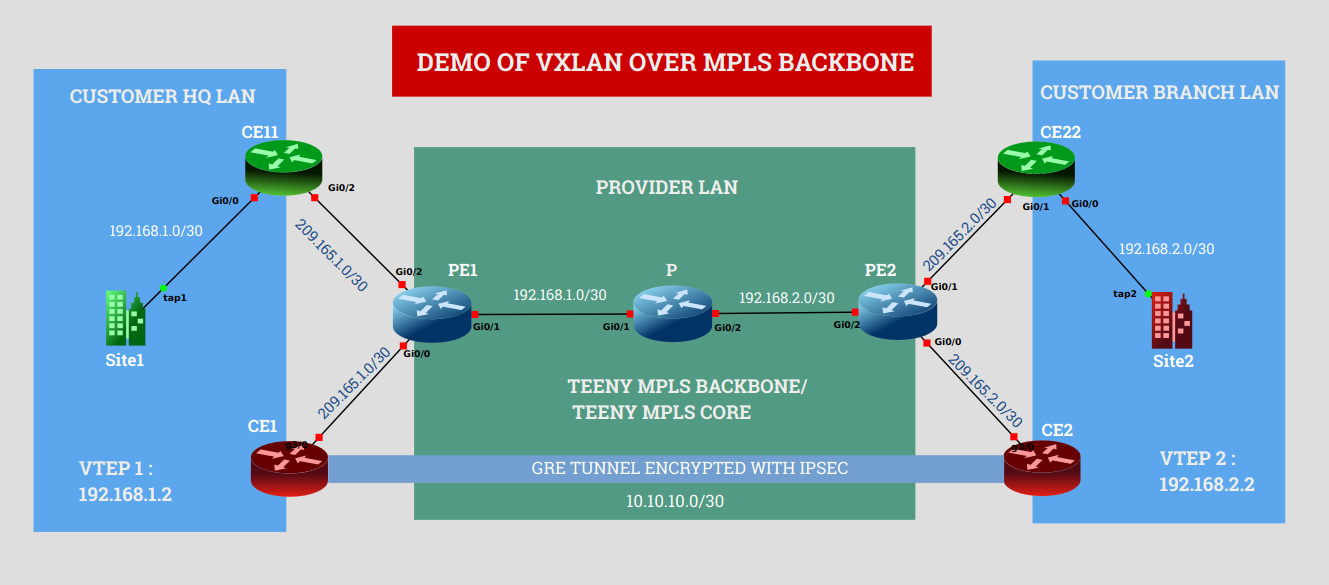 DEMO OF VXLAN OVER MPLS BACKBONE
CUSTOMER HQ LAN
CE11
Gi0/0
Gi0/2
192.168.1.0/30
209.165.1.0/30
tap1
Site1
CE1
g3/0
209.165.1.0/30
VTEP 1 :
192.168.1.2
PROVIDER LAN
Gi0/2
PE1
Gi0/1
Gi0/0
192.168.1.0/30
P
Gi0/1
Gi0/2
192.168.2.0/30
PE2
Gi0/2
Gi0/1
Gi0/0
TEENY MPLS BACKBONE/
TEENY MPLS CORE
GRE TUNNEL ENCRYPTED WITH IPSEC
10.10.10.0/30
CUSTOMER BRANCH LAN
CE22
Gi0/1
Gi0/0
209.165.2.0/30
192.168.2.0/30
tap2
Site2
209.165.2.0/30
CE2
VTEP 2 :
192.168.2.2